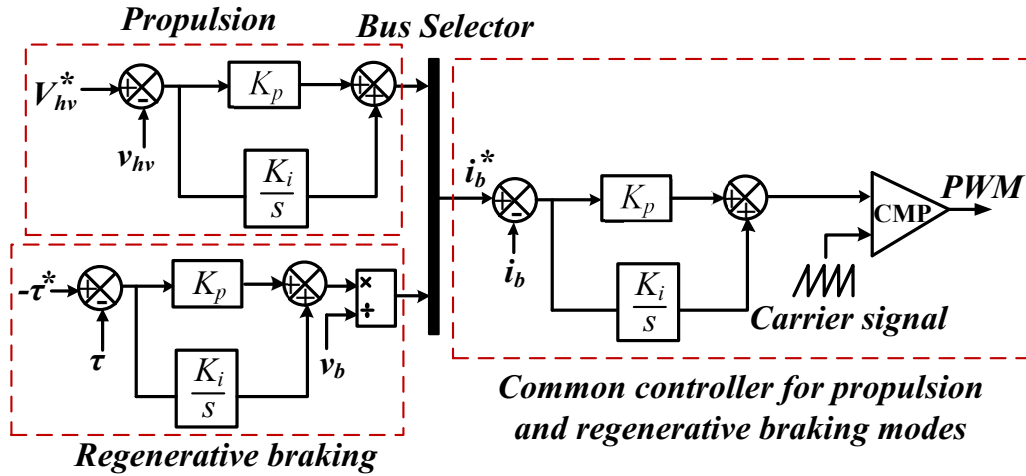 Propulsion
Bus Selector
V*hv
+
-
vhv
Kp
Ki
s
+
+
-τ*
+
-
τ
Kp
Ki
s
+
+
×
÷
vb
Regenerative braking
ib*
+
-
ib
Kp
Ki
s
+
+
CMP
PWM
Carrier signal
Common controller for propulsion
and regenerative braking modes